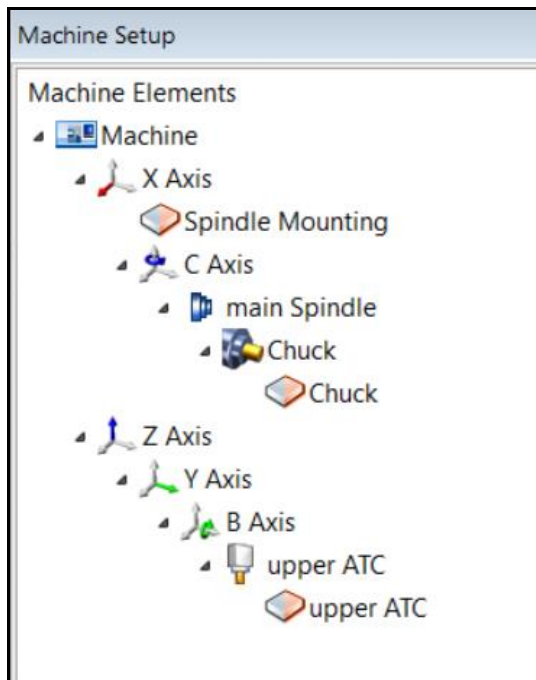 Machine Setup
Machine Elements
Machine
X Axis
Spindle Mounting
C Axis
main Spindle
Chuck
Chuck
Z Axis
Y Axis
B Axis
upper ATC
upper ATC